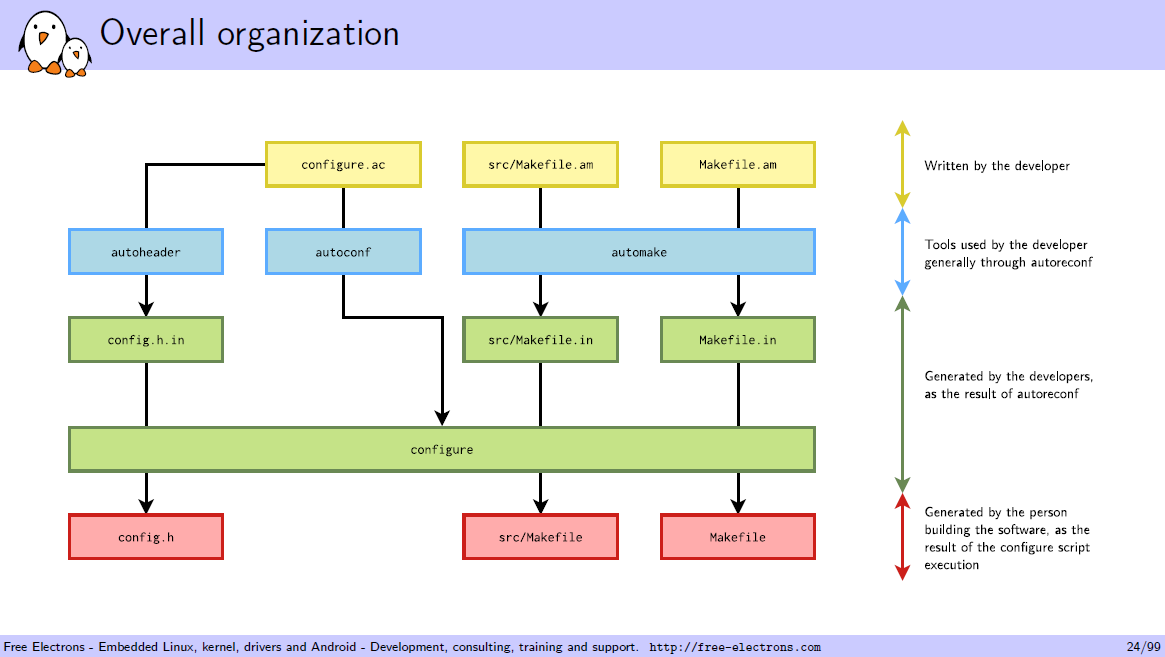 Overall organization
configure.ac
src/Makefile.am
Makefile.am
Written by the developer
autoheader
autoconf
automake
Tools used by the developer
generally through autoreconf
config.h.in
src/Makefile.in
Makefile.in
Generated by the developers,
as the result of autoreconf
configure
config.h
src/Makefile
Makefile
Generated by the person
building the software, as the
result of the configure script
execution
Free Electrons - Embedded Linux, kernel, drivers and Android - Development, consulting, training and support. http://free-electrons.com
24/99